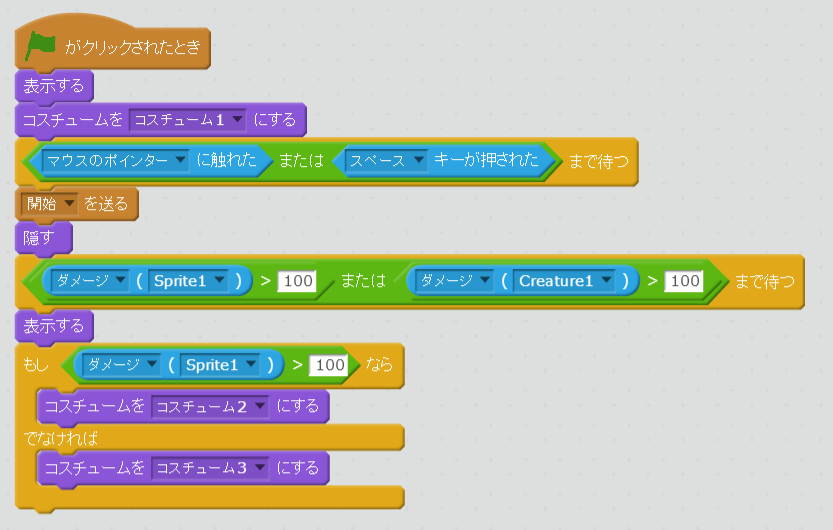 がクリックされたとき
表示する
コスチュームを コスチューム1 にする
マウスのポインター に触れた または スペース キーが押された まで待つ
開始 を送る
隠す
ダメージ ( Sprite1 ) > 100 または ダメージ ( Creature1 ) > 100 まで待つ
表示する
もし ダメージ ( Sprite1 ) > 100 なら
コスチュームを コスチューム2 にする
でなければ
コスチュームを コスチューム3 にする